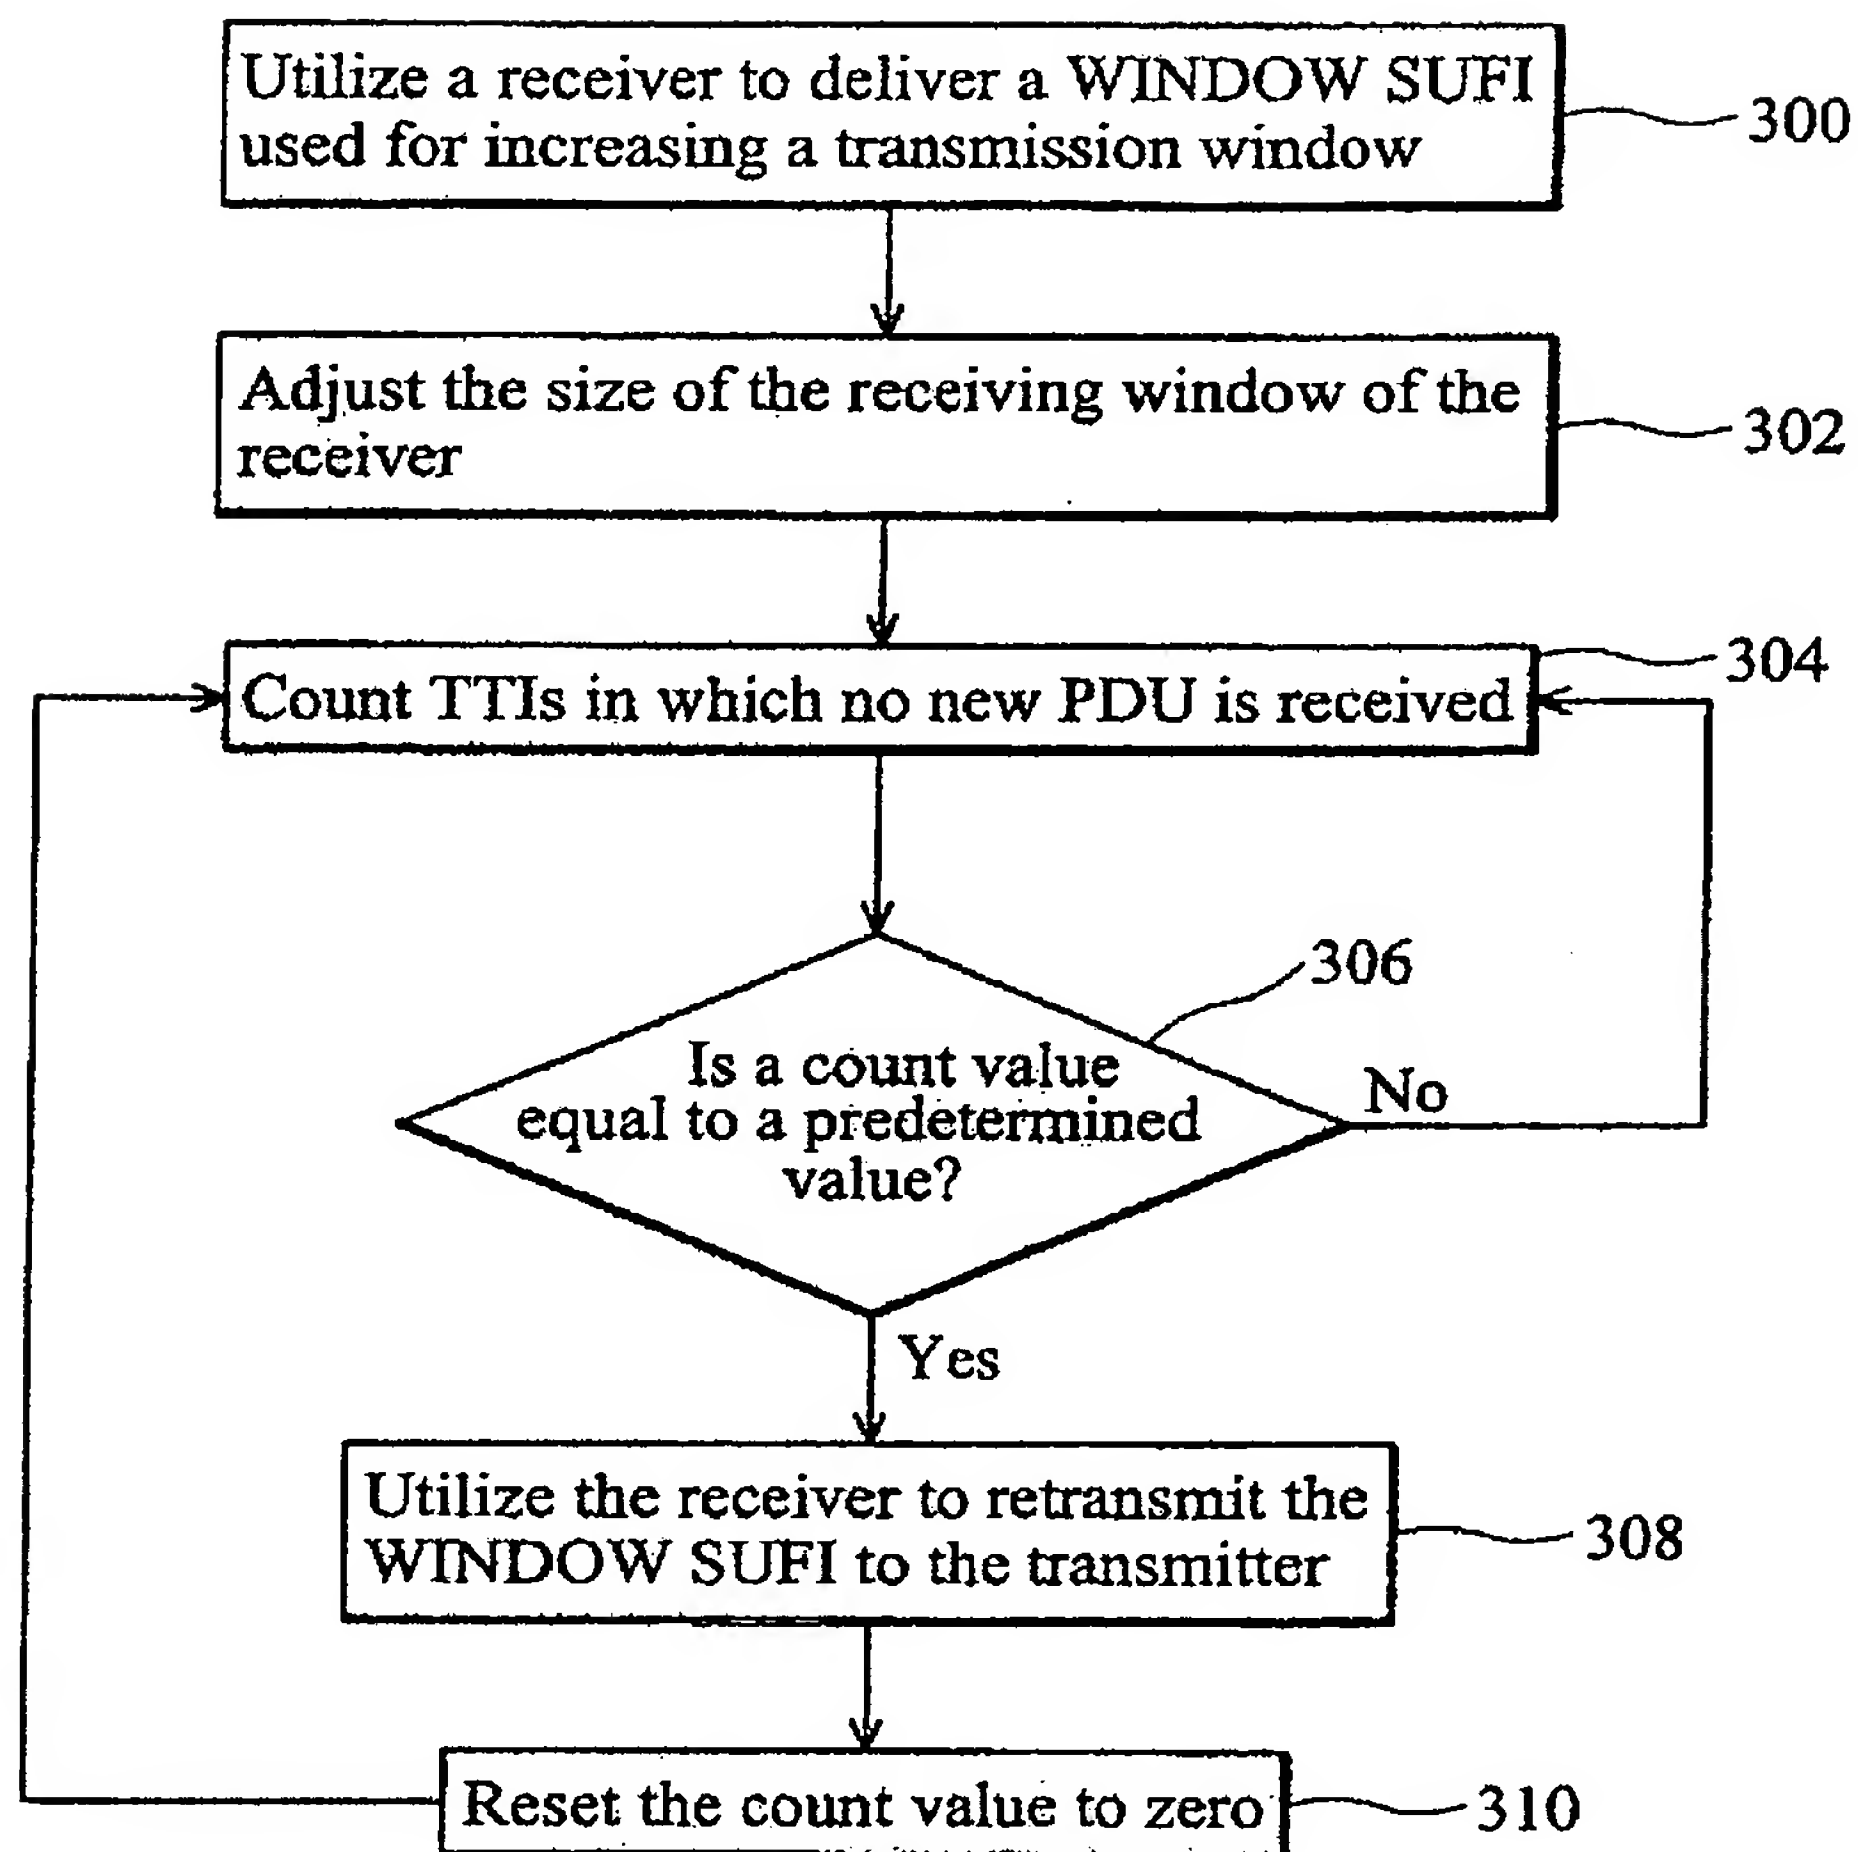 Utilize a receiver to deliver a WINDOW SUFI
used for increasing a transmission window
300
Adjust the size of the receiving window of the
receiver
302
304
Count TTIs in which no new PDU is received
306
Is a count value
equal to a predetermined
value?
No
Yes
Utilize the receiver to retransmit the
WINDOW SUFI to the transmitter
308
Reset the count value to zero
310